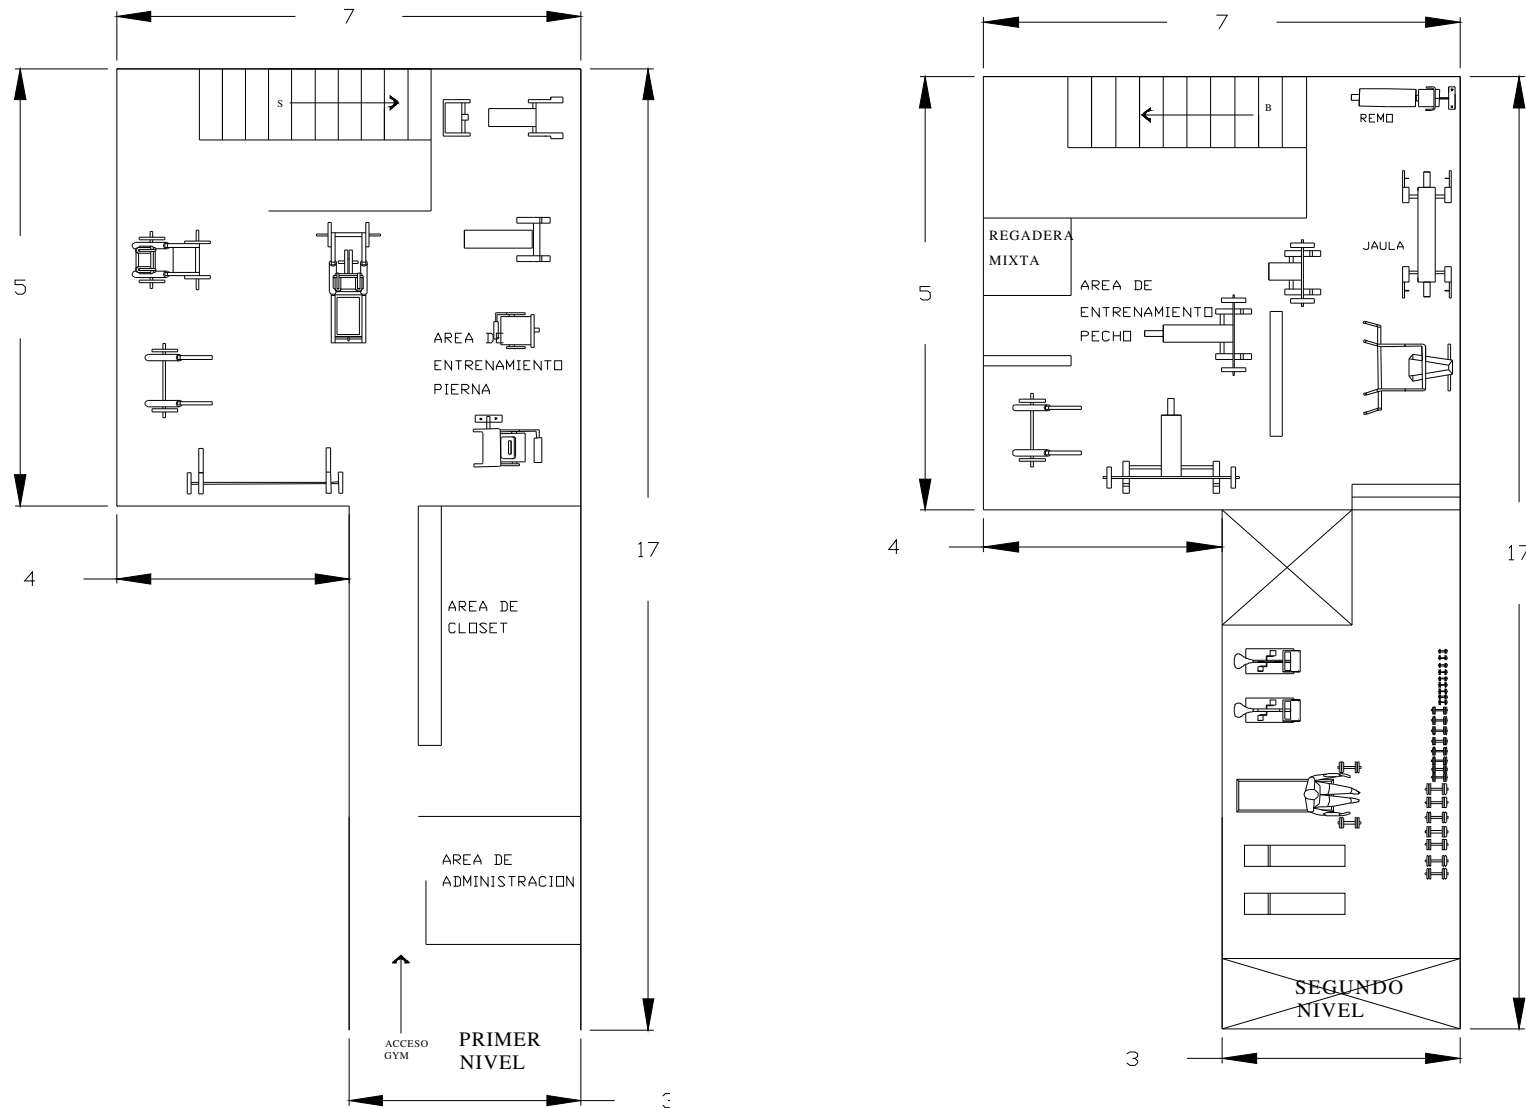 7
S
5
AREA DE
ENTRENAMIENTO
PIERNA
4
17
AREA DE
CLOSET
AREA DE
ADMINISTRACION
ACCESO
GYM
PRIMER
NIVEL
7
B
REMO
5
REGADERA
MIXTA
JAULA
AREA DE
ENTRENAMIENTO
PECHO
4
17
SEGUNDO
NIVEL
3